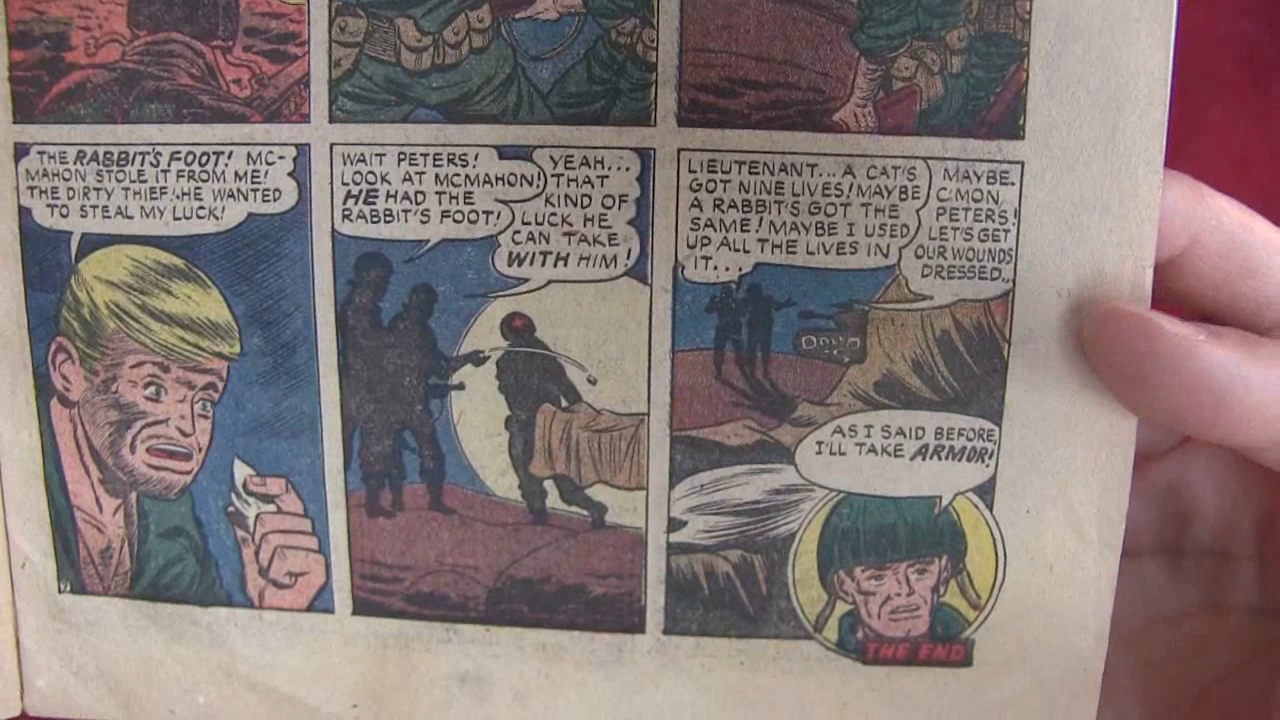 THE RABBIT'S FOOT! MC-
MAHON STOLE IT FROM ME!
THE DIRTY THIEF! HE WANTED
TO STEAL MY LUCK!
WAIT PETERS!
LOOK AT MCMAHON!
HE HAD THE
RABBIT'S FOOT!
YEAH...
THAT
KIND OF
LUCK HE
CAN TAKE
WITH HIM!
LIEUTENANT... A CAT'S
GOT NINE LIVES! MAYBE
A RABBIT'S GOT THE
SAME! MAYBE I USED
UP ALL THE LIVES IN
IT...
MAYBE.
C'MON,
PETERS!
LET'S GET
OUR WOUNDS
DRESSED...
AS I SAID BEFORE,
I'LL TAKE ARMOR!
THE END